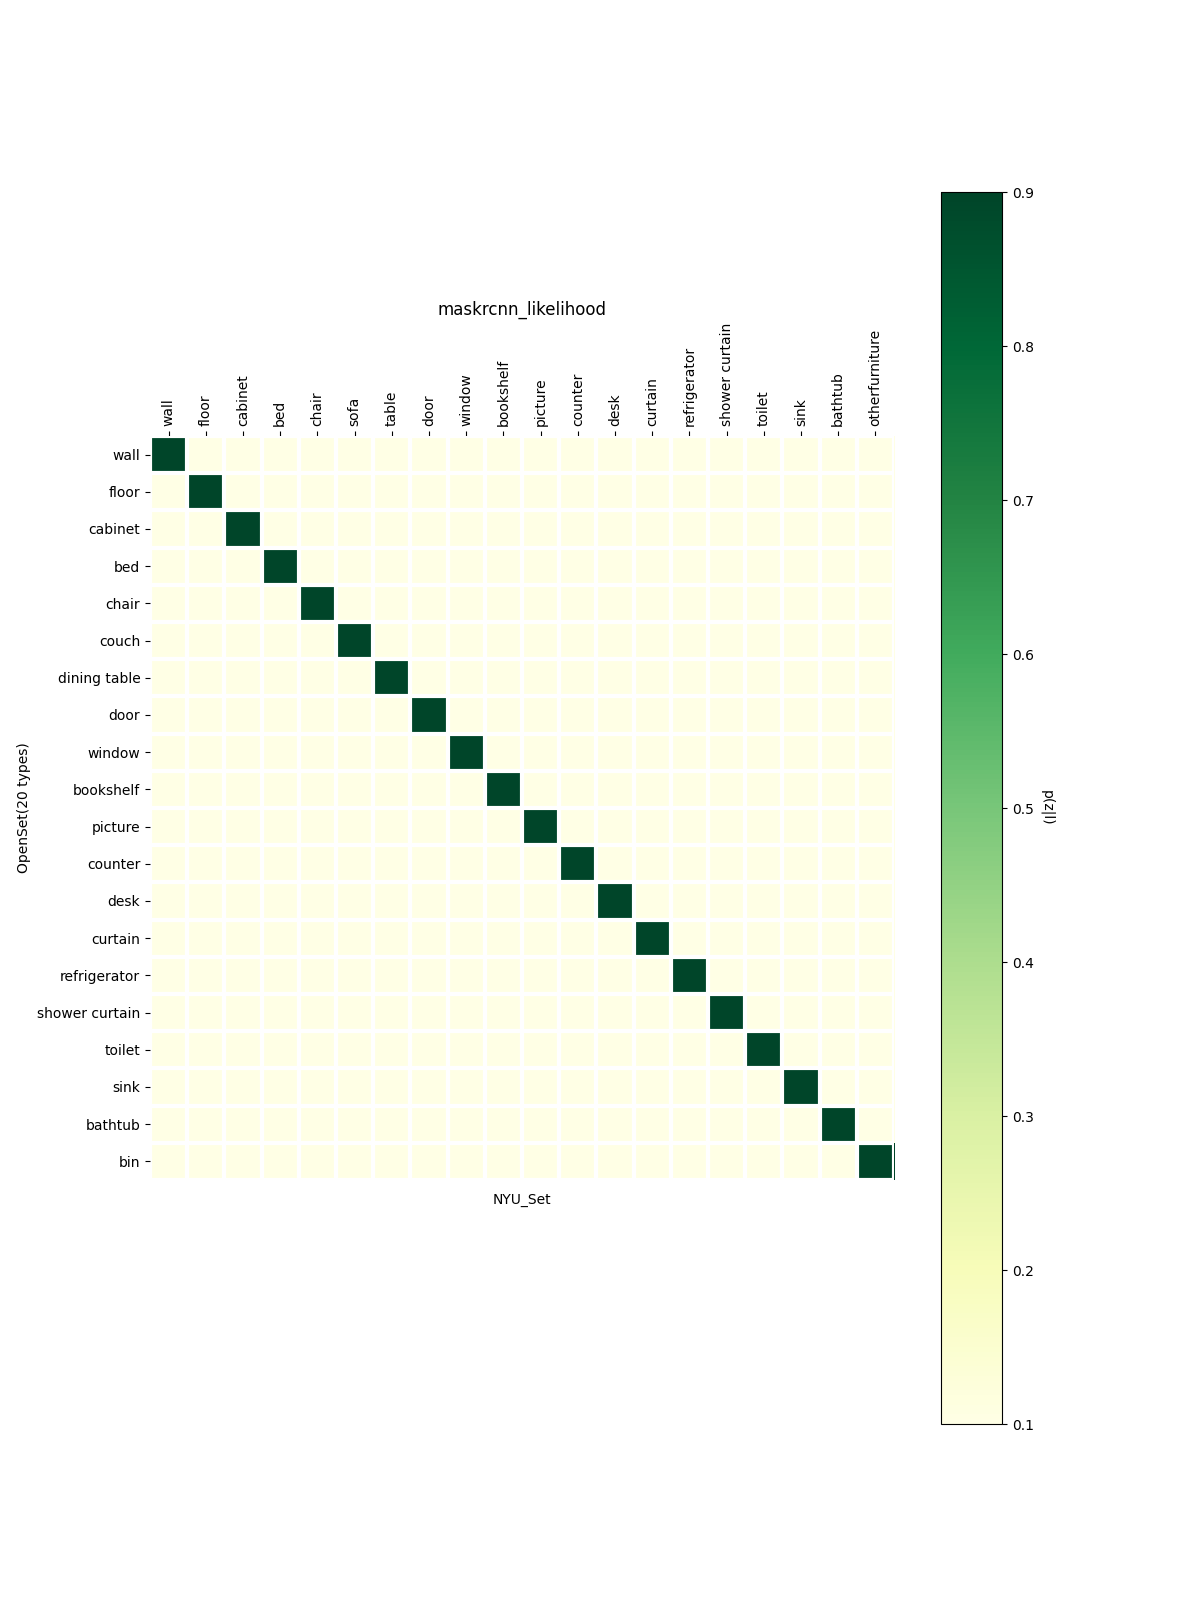 maskrcnn_likelihood
wall
floor
cabinet
bed
chair
sofa
table
door
window
bookshelf
picture
counter
desk
curtain
refrigerator
shower curtain
toilet
sink
bathtub
otherfurniture
OpenSet(20 types)
wall
floor
cabinet
bed
chair
couch
dining table
door
window
bookshelf
picture
counter
desk
curtain
refrigerator
shower curtain
toilet
sink
bathtub
bin
NYU_Set
0.9
0.8
0.7
0.6
0.5
0.4
0.3
0.2
0.1
p(z|l)